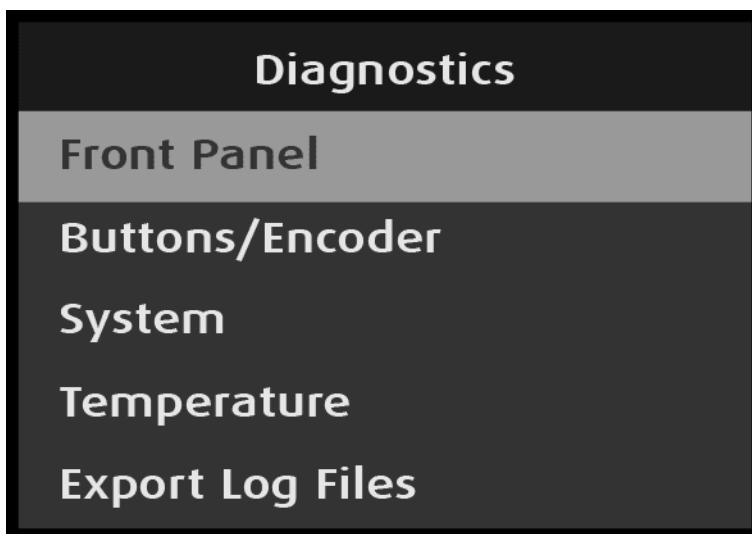 Diagnostics
Front Panel
Buttons/Encoder
System
Temperature
Export Log Files